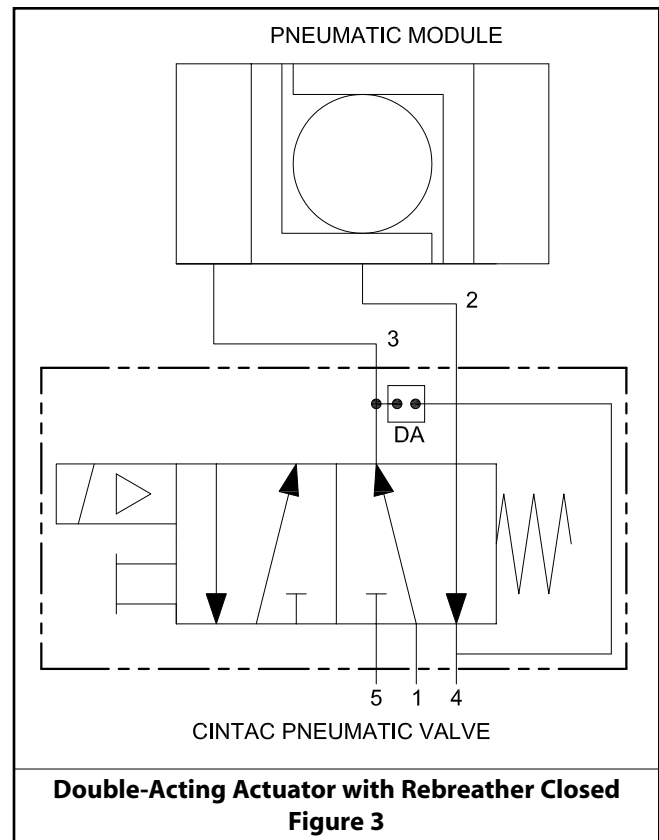 PNEUMATIC MODULE
2
3
DA
5 1 4
CINTAC PNEUMATIC VALVE
Double-Acting Actuator with Rebreather Closed
Figure 3